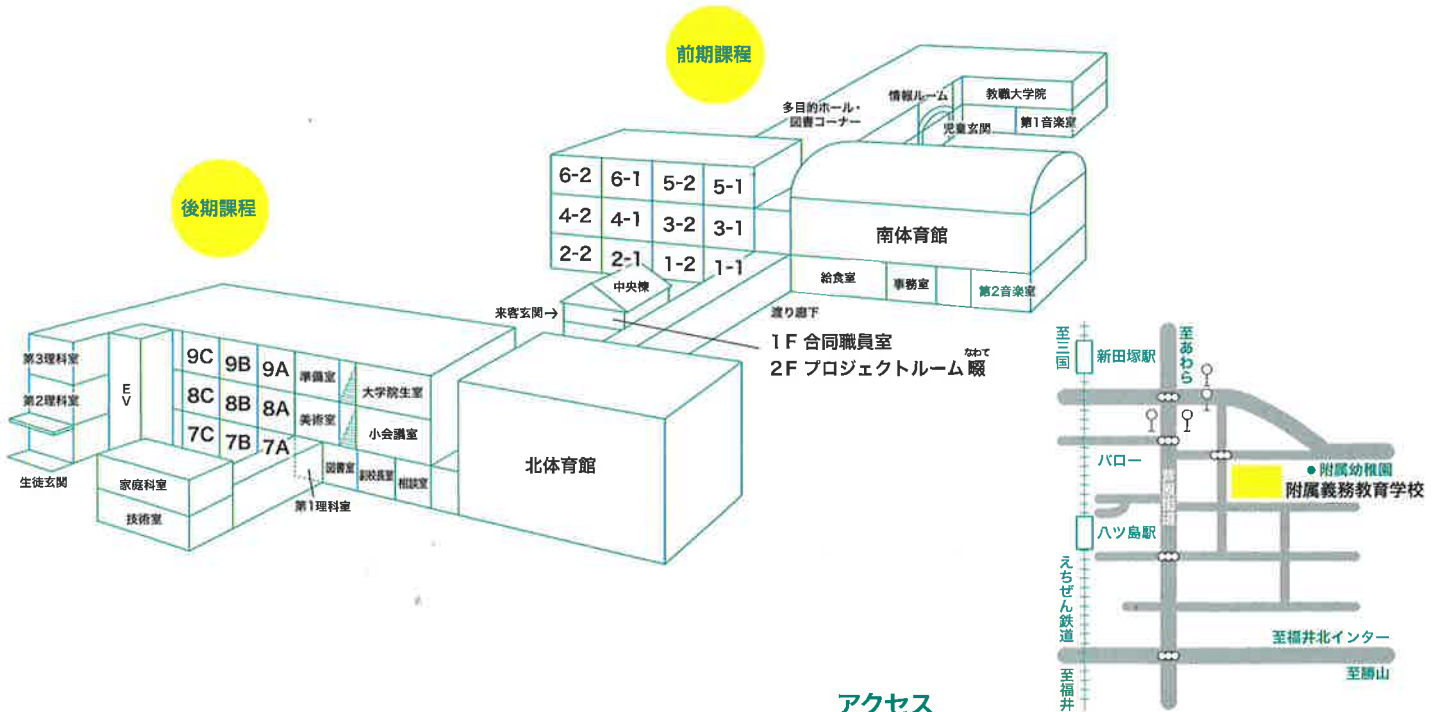 前期課程
多目的ホール・
図書コーナー
情報ルーム
児童玄関
教職大学院
第1音楽室
6-2 6-1 5-2 5-1
4-2 4-1 3-2 3-1
2-2 2-1 1-2 1-1
南体育館
給食室
事務室
第2音楽室
中央棟
来客玄関→
渡り廊下
1F 合同職員室
なわて
2F プロジェクトルーム 畷
後期課程
第3理科室
第2理科室
EV
9C 9B 9A 準備室 大学院生室
8C 8B 8A 美術室 小会議室
7C 7B 7A
図書室
副校長室
相談室
第1理科室
生徒玄関
家庭科室
技術室
北体育館
至三国
新田塚駅
至あわら
バロー
附属幼稚園
附属義務教育学校
八ツ島駅
えちぜん鉄道
至福井北インター
至勝山
至福井
アクセス